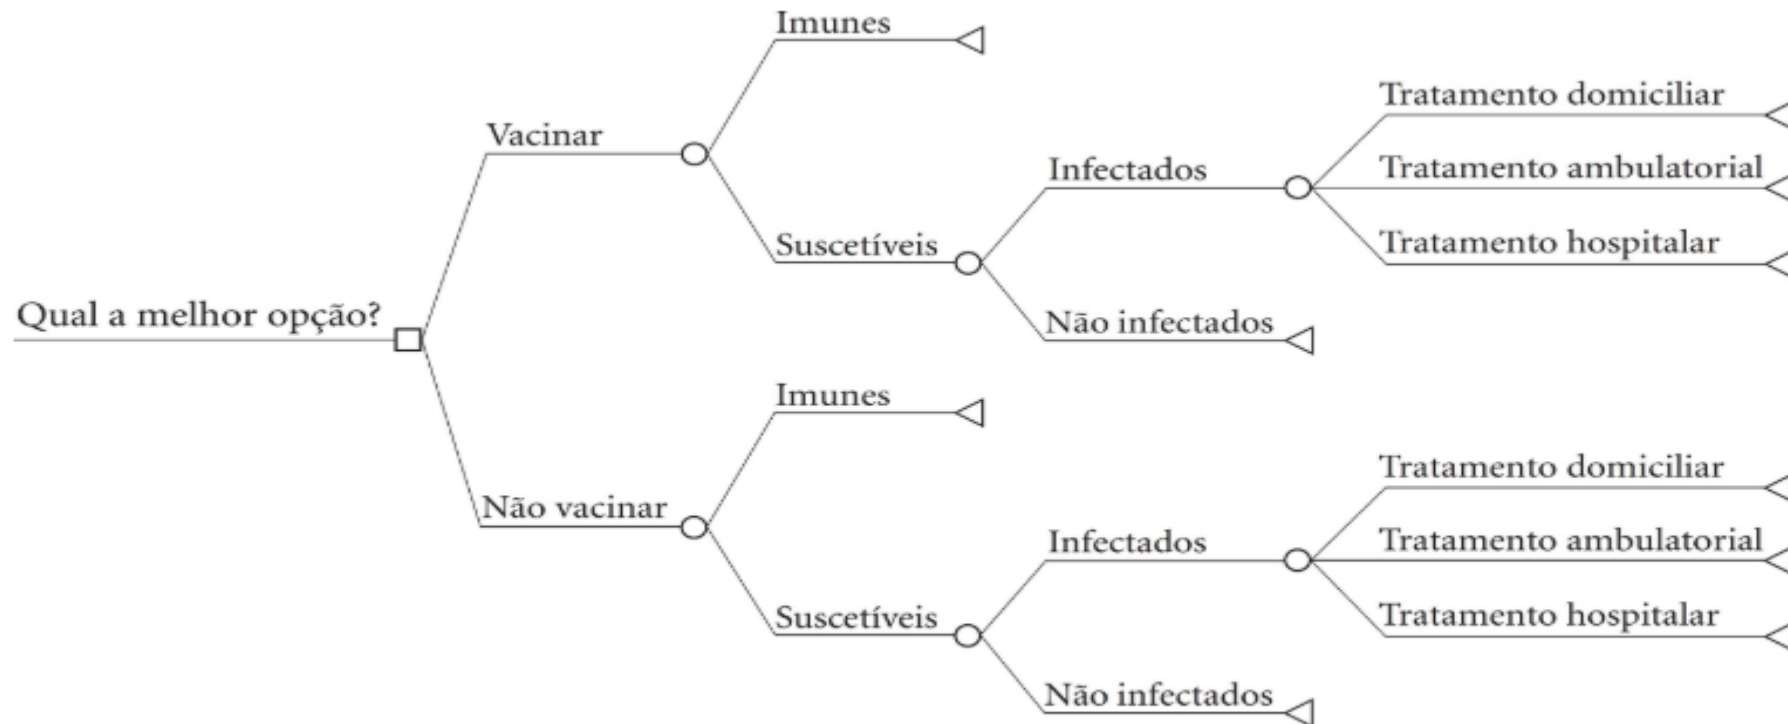 Imunes
Vacinar
Tratamento domiciliar
Infectados
Tratamento ambulatorial
Suscetíveis
Tratamento hospitalar
Não infectados
Qual a melhor opção?
Imunes
Não vacinar
Tratamento domiciliar
Infectados
Tratamento ambulatorial
Suscetíveis
Tratamento hospitalar
Não infectados